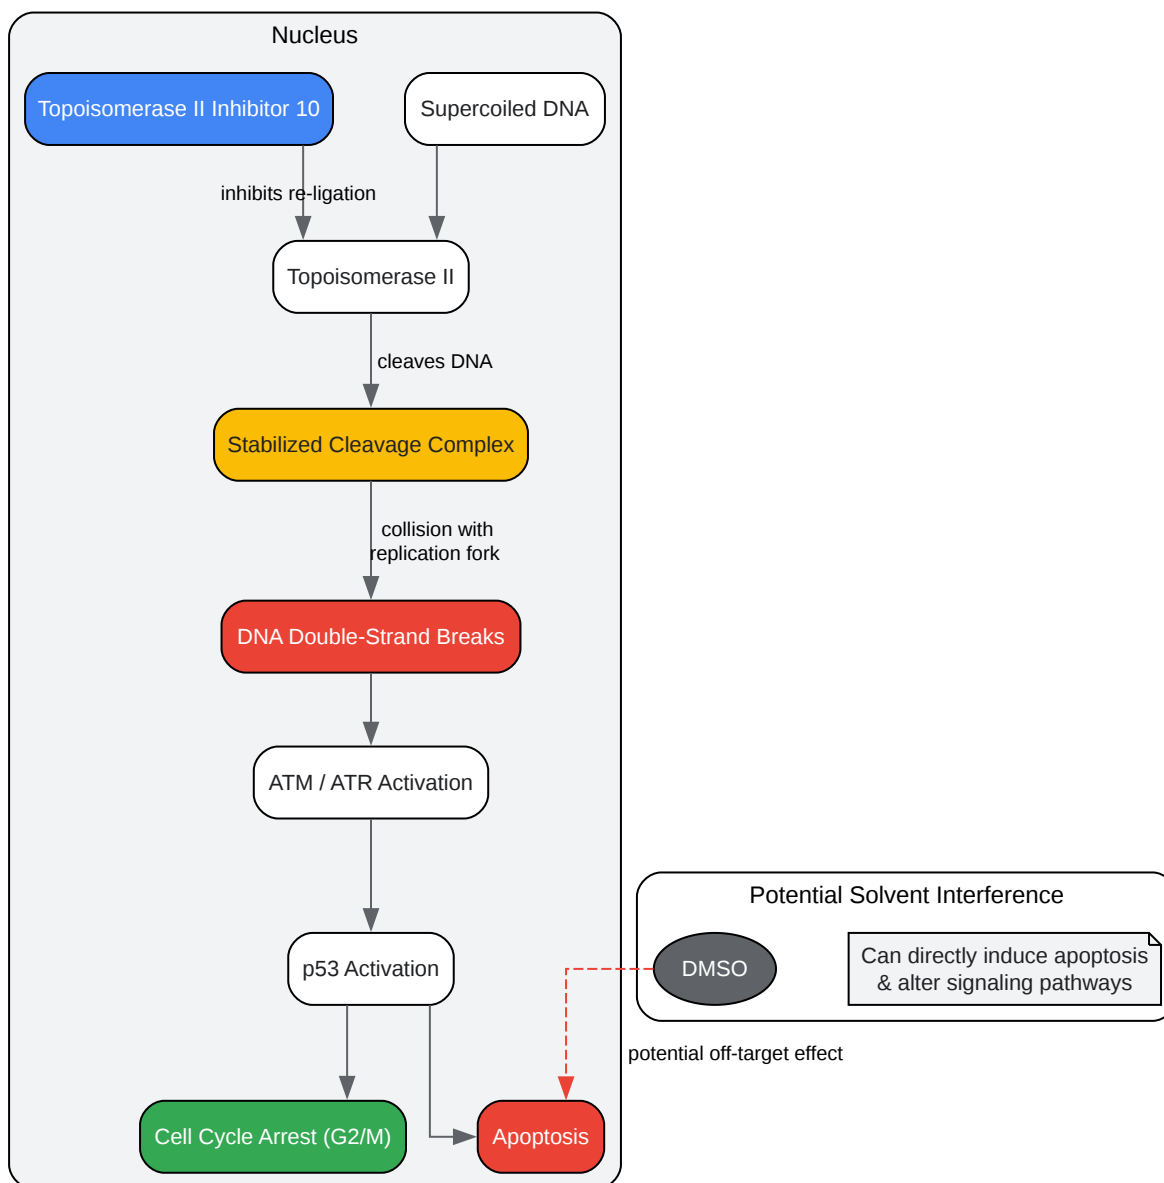 Nucleus
Topoisomerase II Inhibitor 10
Supercoiled DNA
inhibits re-ligation
Topoisomerase II
cleaves DNA
Stabilized Cleavage Complex
collision with
replication fork
DNA Double-Strand Breaks
ATM / ATR Activation
Potential Solvent Interference
p53 Activation
DMSO
Can directly induce apoptosis
& alter signaling pathways
potential off-target effect
Cell Cycle Arrest (G2/M)
Apoptosis